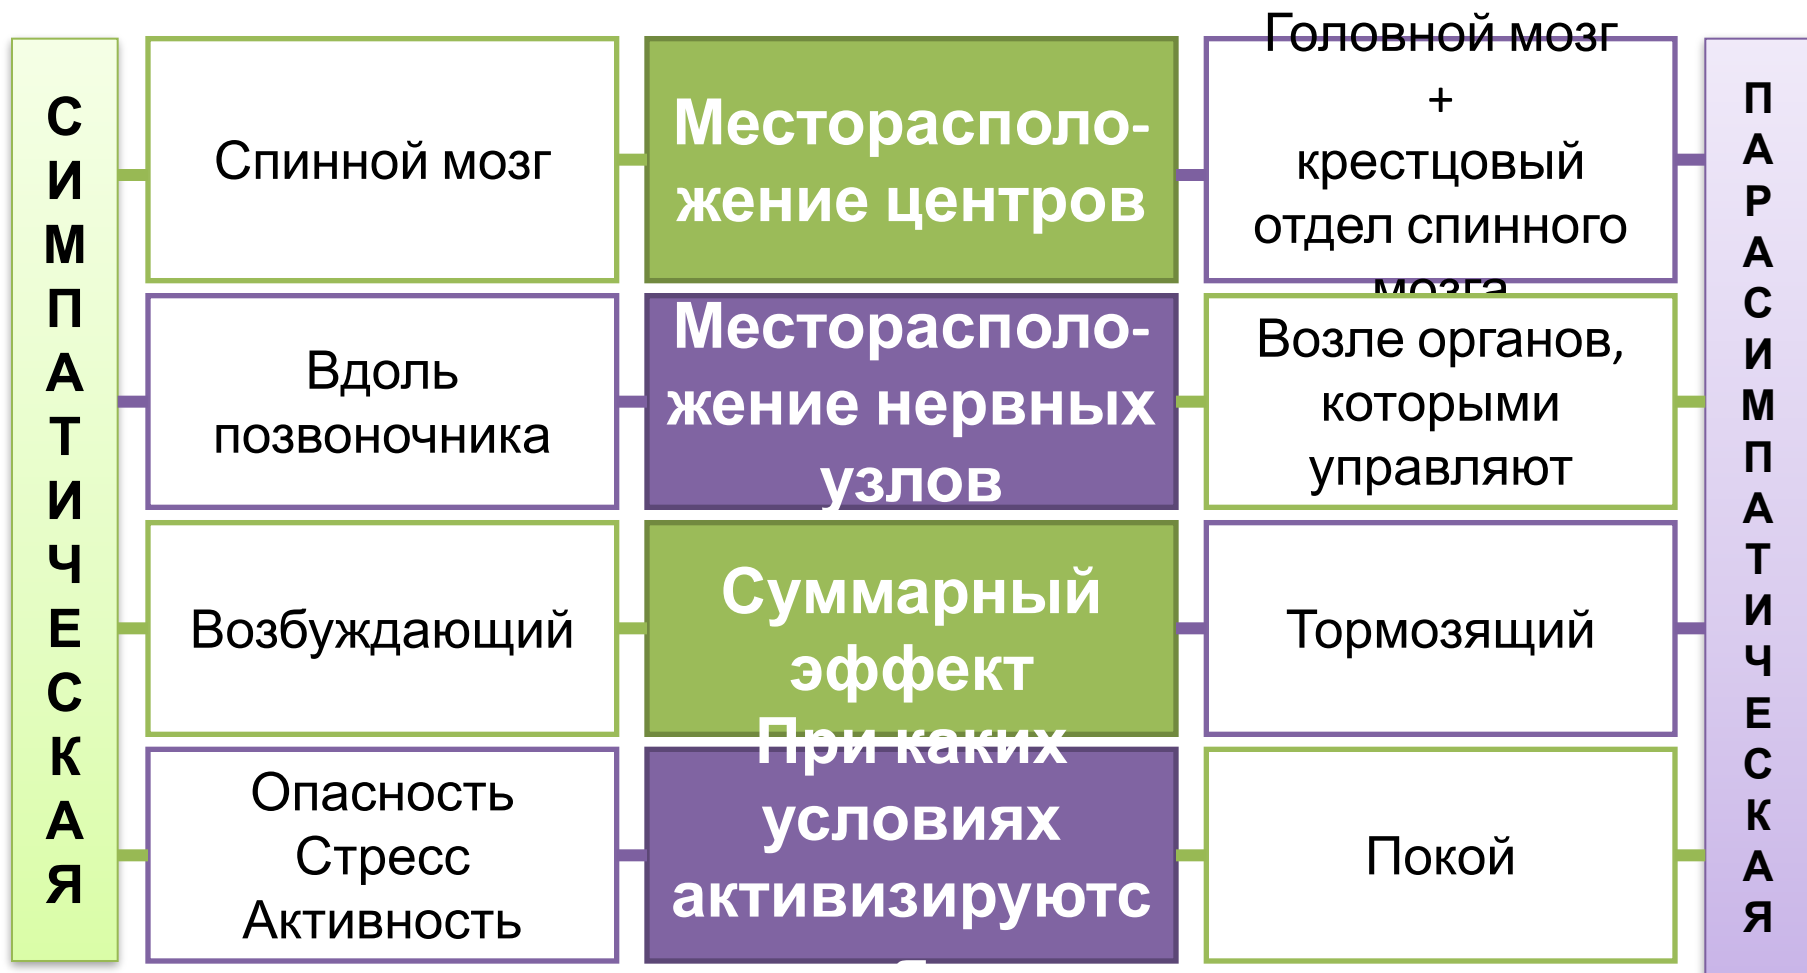 СИМПАТИЧЕСКАЯ
Спинной мозг
Месторасполо-
жение центров
Головной мозг
+
крестцовый
отдел спинного
мозга
Вдоль
позвоночника
Месторасполо-
жение нервных
узлов
Возле органов,
которыми
управляют
Возбуждающий
Суммарный
эффект
Тормозящий
Опасность
Стресс
Активность
При каких
условиях
активизируютс
я
Покой
ПАРАСИМПАТИЧЕСКАЯ